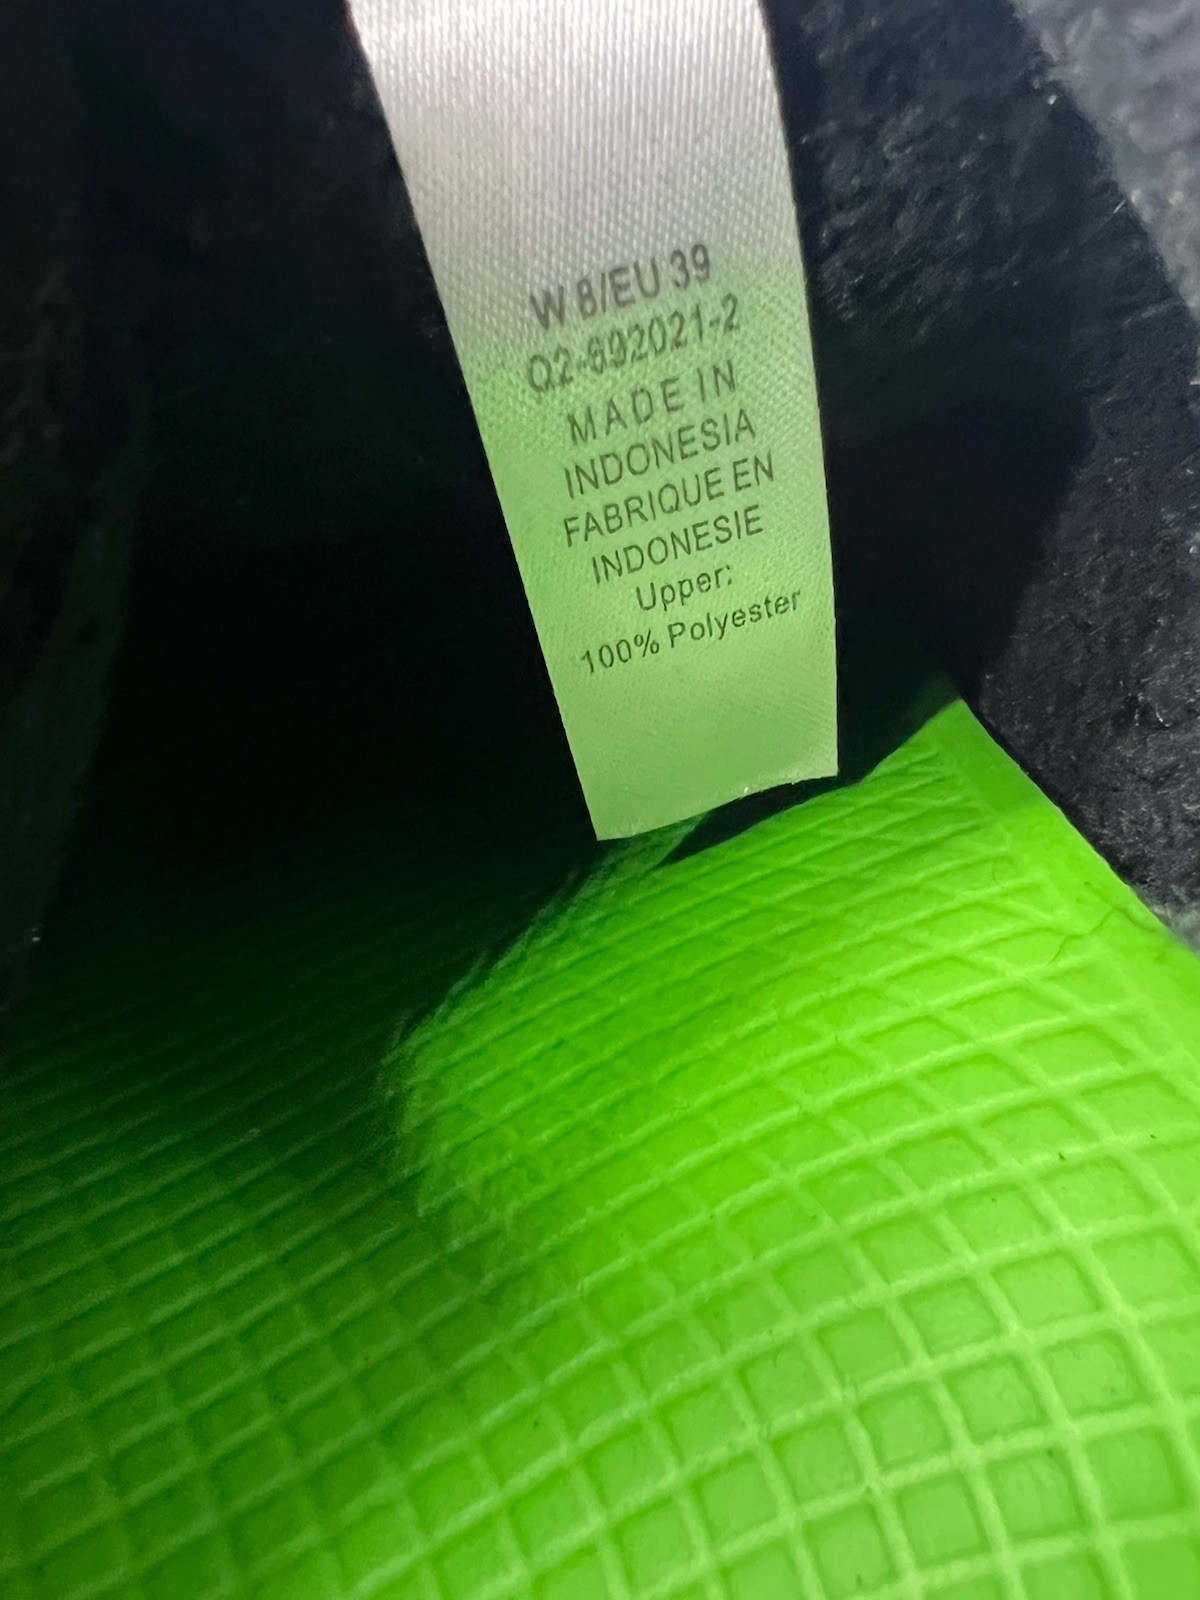 W 8/EU 39
Q2-692021-2
MADE IN
INDONESIA
FABRIQUE EN
INDONESIE
Upper:
100% Polyester